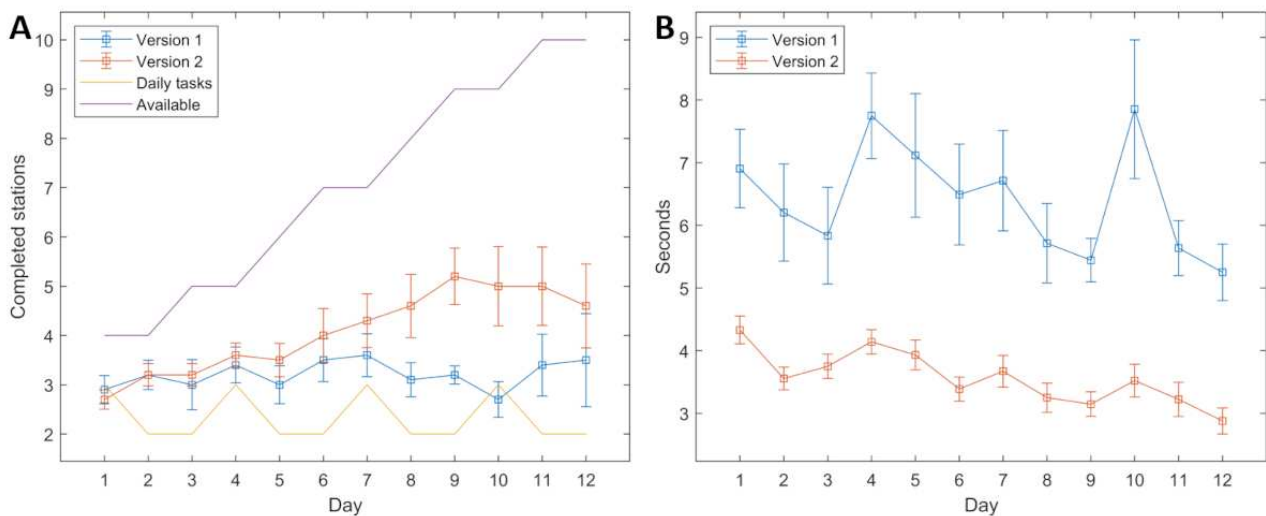 A
Version 1
Version 2
Daily tasks
Available
Completed stations
10
9
8
7
6
5
4
3
2
1 2 3 4 5 6 7 8 9 10 11 12
Day
B
Version 1
Version 2
Seconds
9
8
7
6
5
4
3
1 2 3 4 5 6 7 8 9 10 11 12
Day